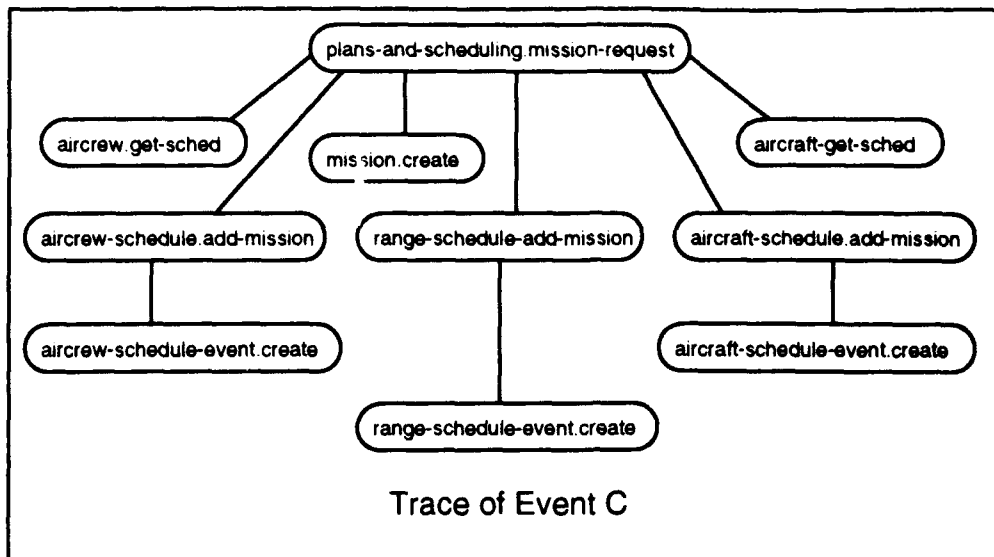 plans-and-scheduling.mission-request
aircrew.get-sched
mission.create
aircraft-get-sched
aircrew-schedule.add-mission
range-schedule-add-mission
aircraft-schedule.add-mission
aircrew-schedule-event.create
aircraft-schedule-event.create
range-schedule-event.create
Trace of Event C